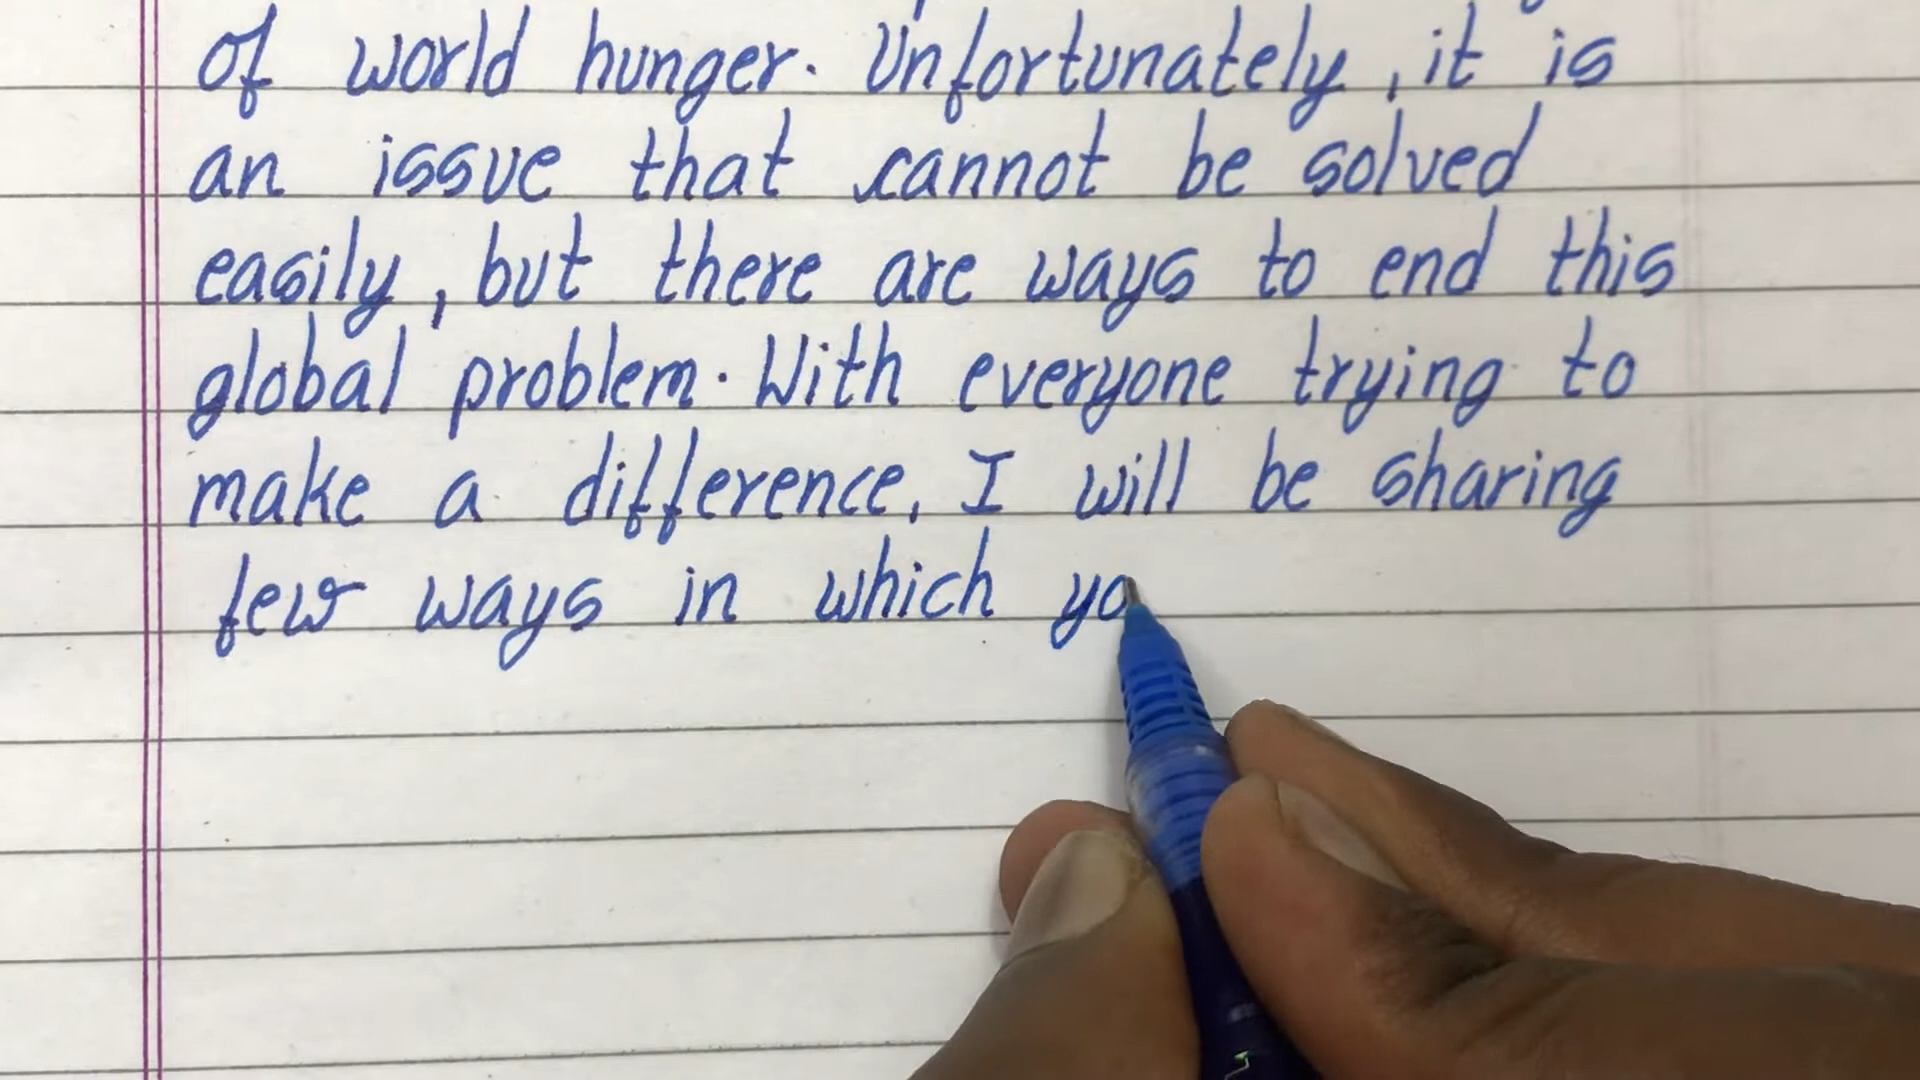 of world hunger. Unfortunately, it is
an issue that cannot be solved
easily, but there are ways to end this
global problem. With everyone trying to
make a difference, I will be sharing
few ways in which yo